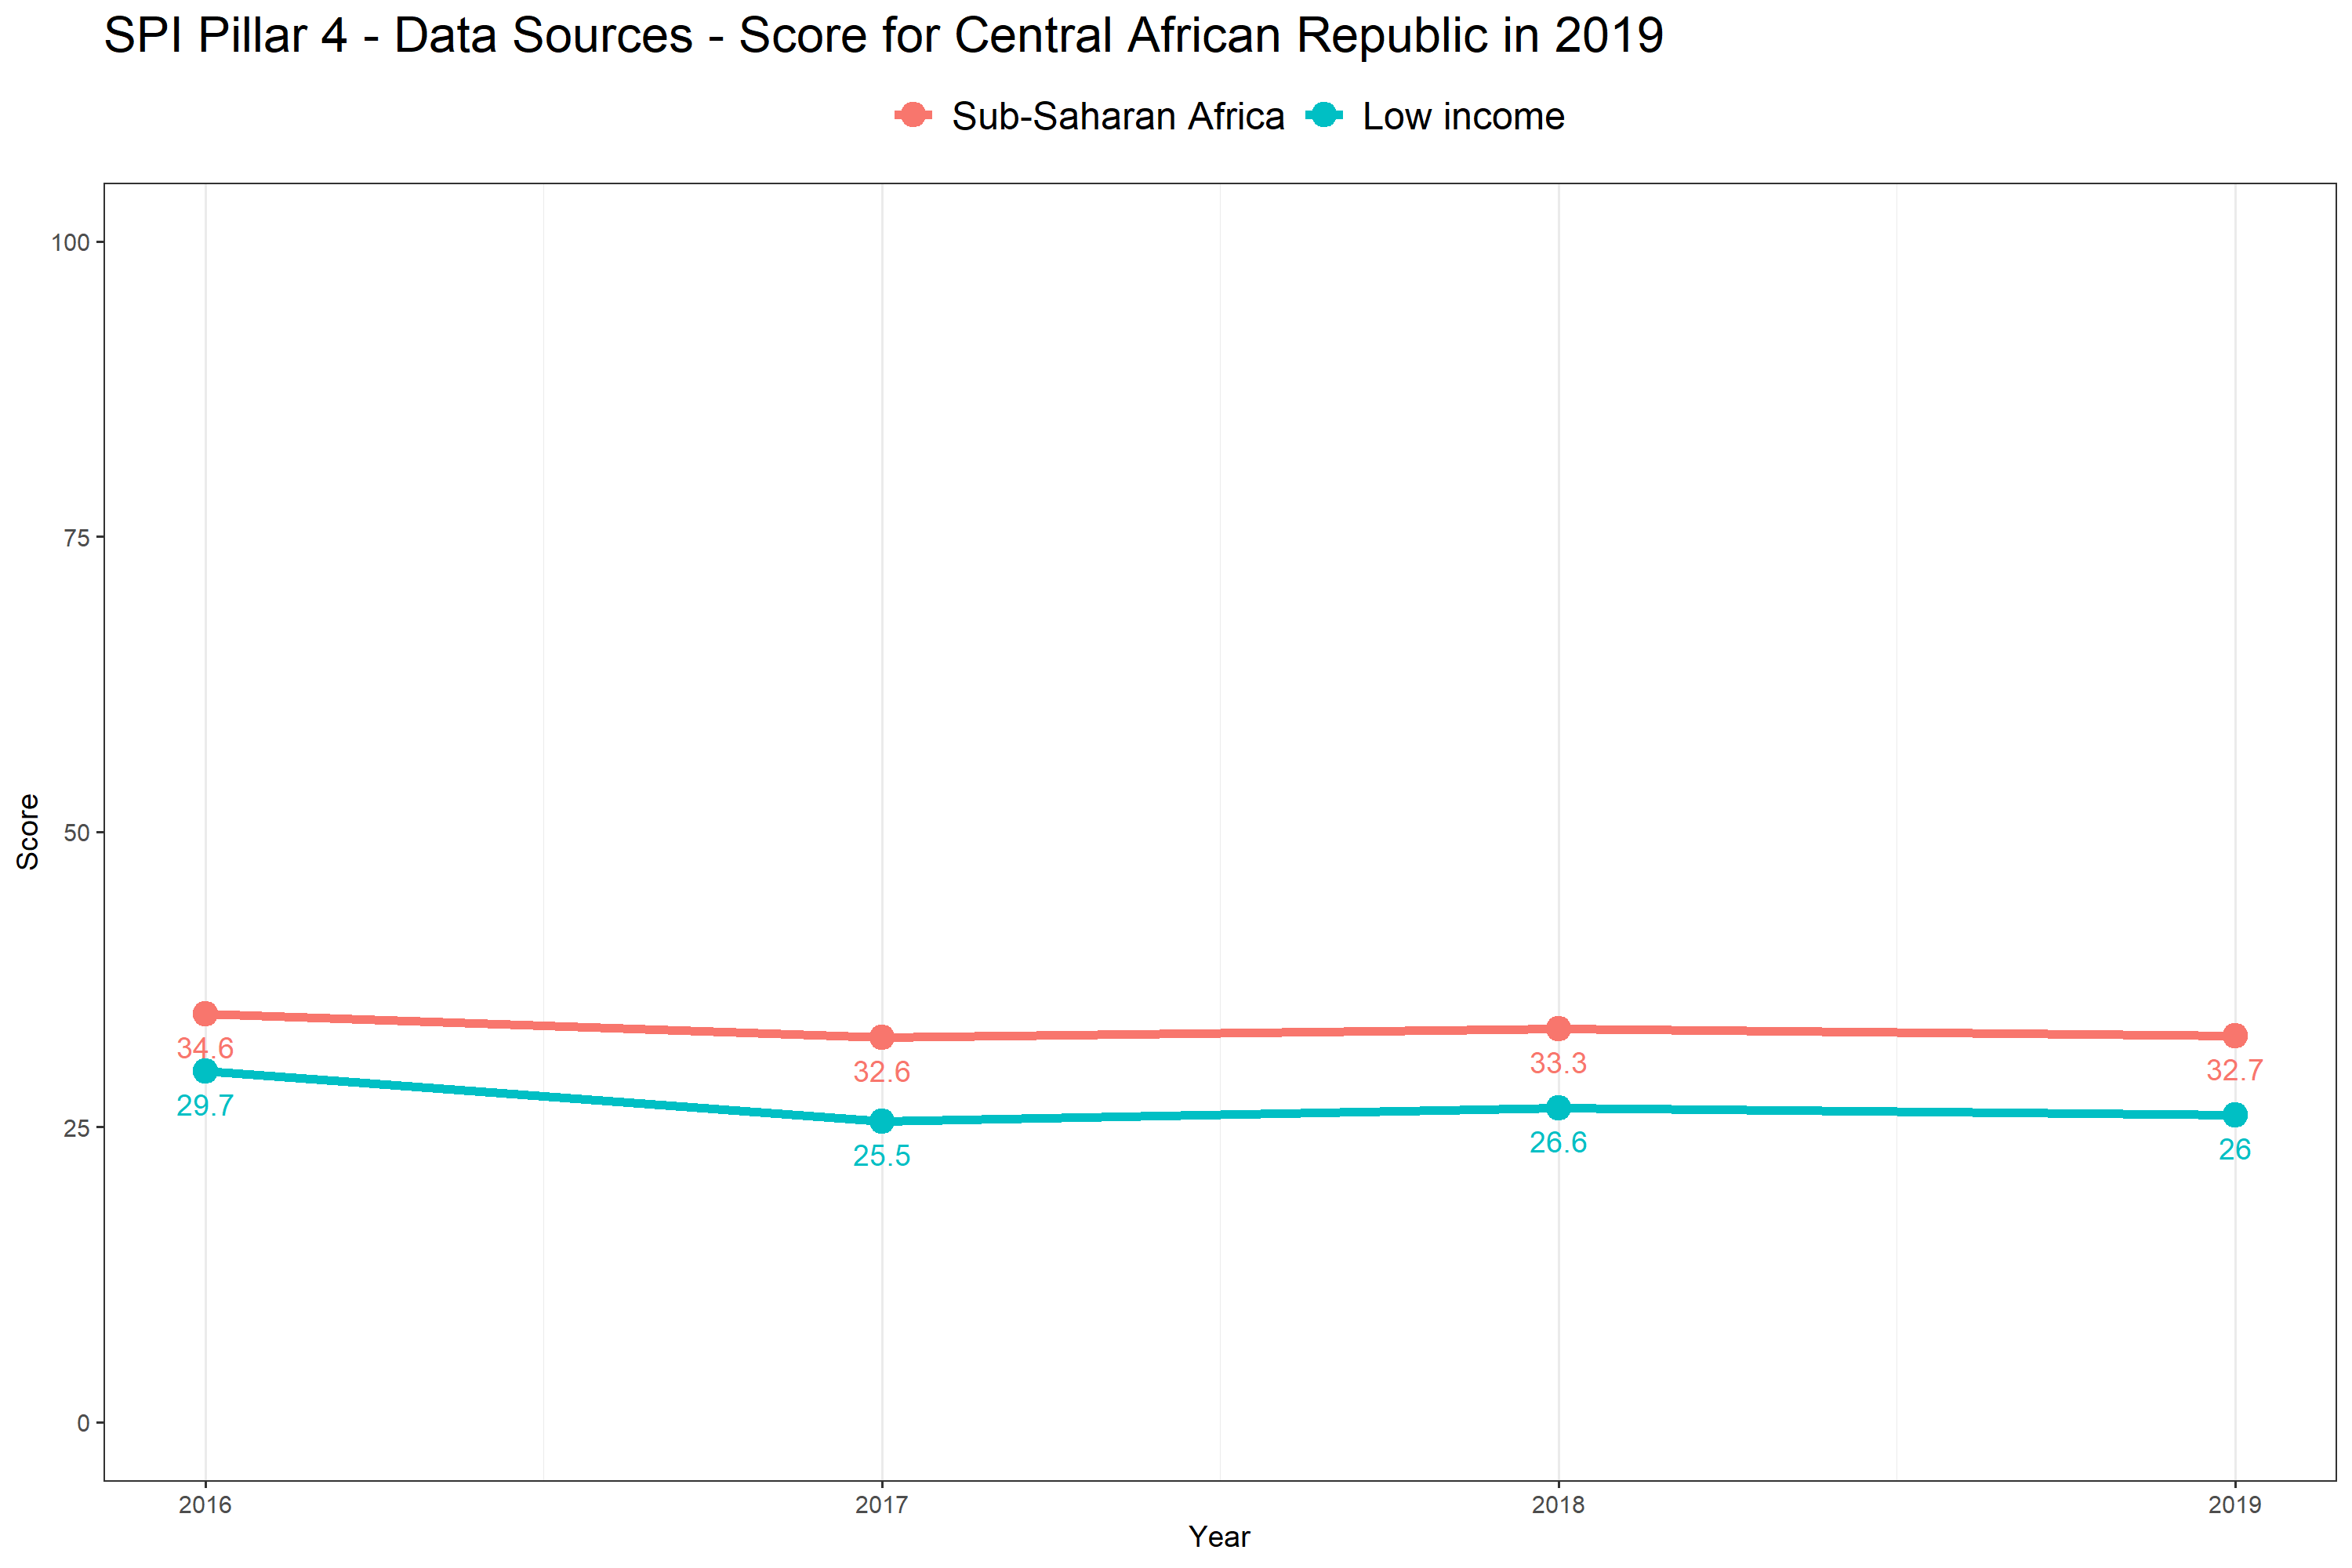 SPI Pillar 4 - Data Sources - Score for Central African Republic in 2019
Sub-Saharan Africa Low income
100
75
50
25
0
Score
34.6
32.6
33.3
32.7
29.7
25.5
26.6
26
2016 2017 2018 2019
Year